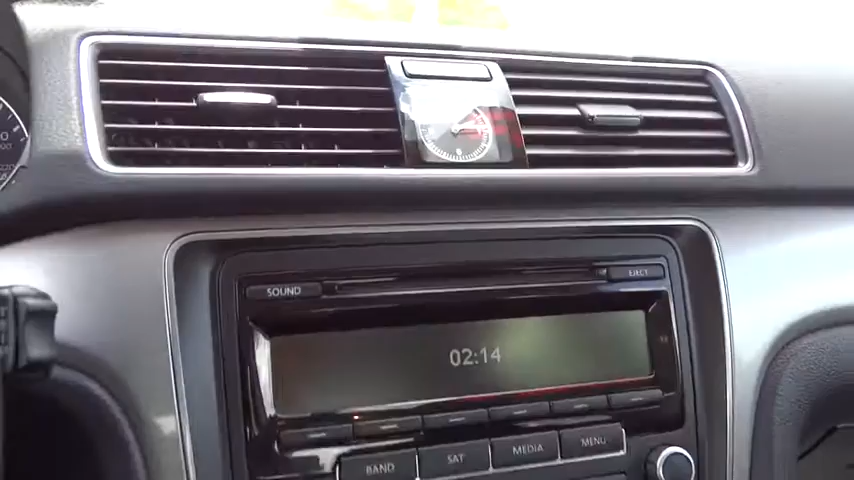 SOUND
EJECT
02:14
BAND
SAT
MEDIA
MENU